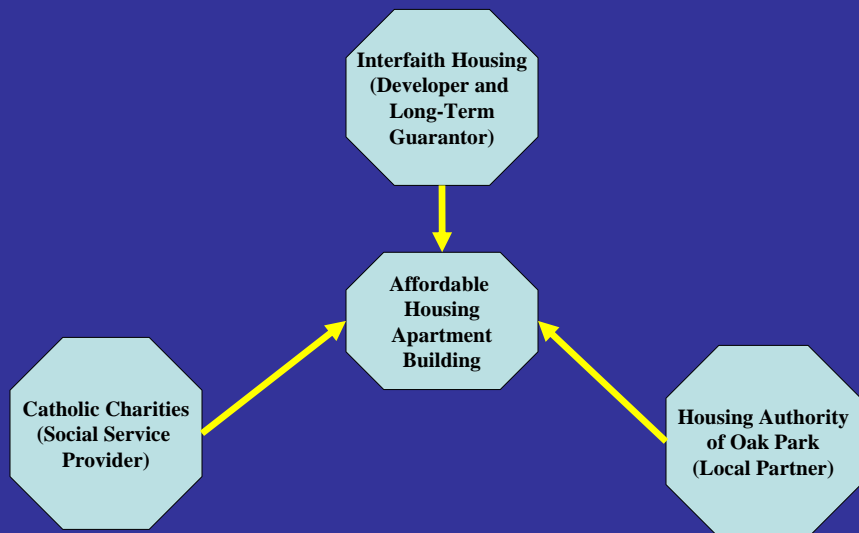 Interfaith Housing
(Developer and
Long-Term
Guarantor)
Affordable
Housing
Apartment
Building
Catholic Charities
(Social Service
Provider)
Housing Authority
of Oak Park
(Local Partner)